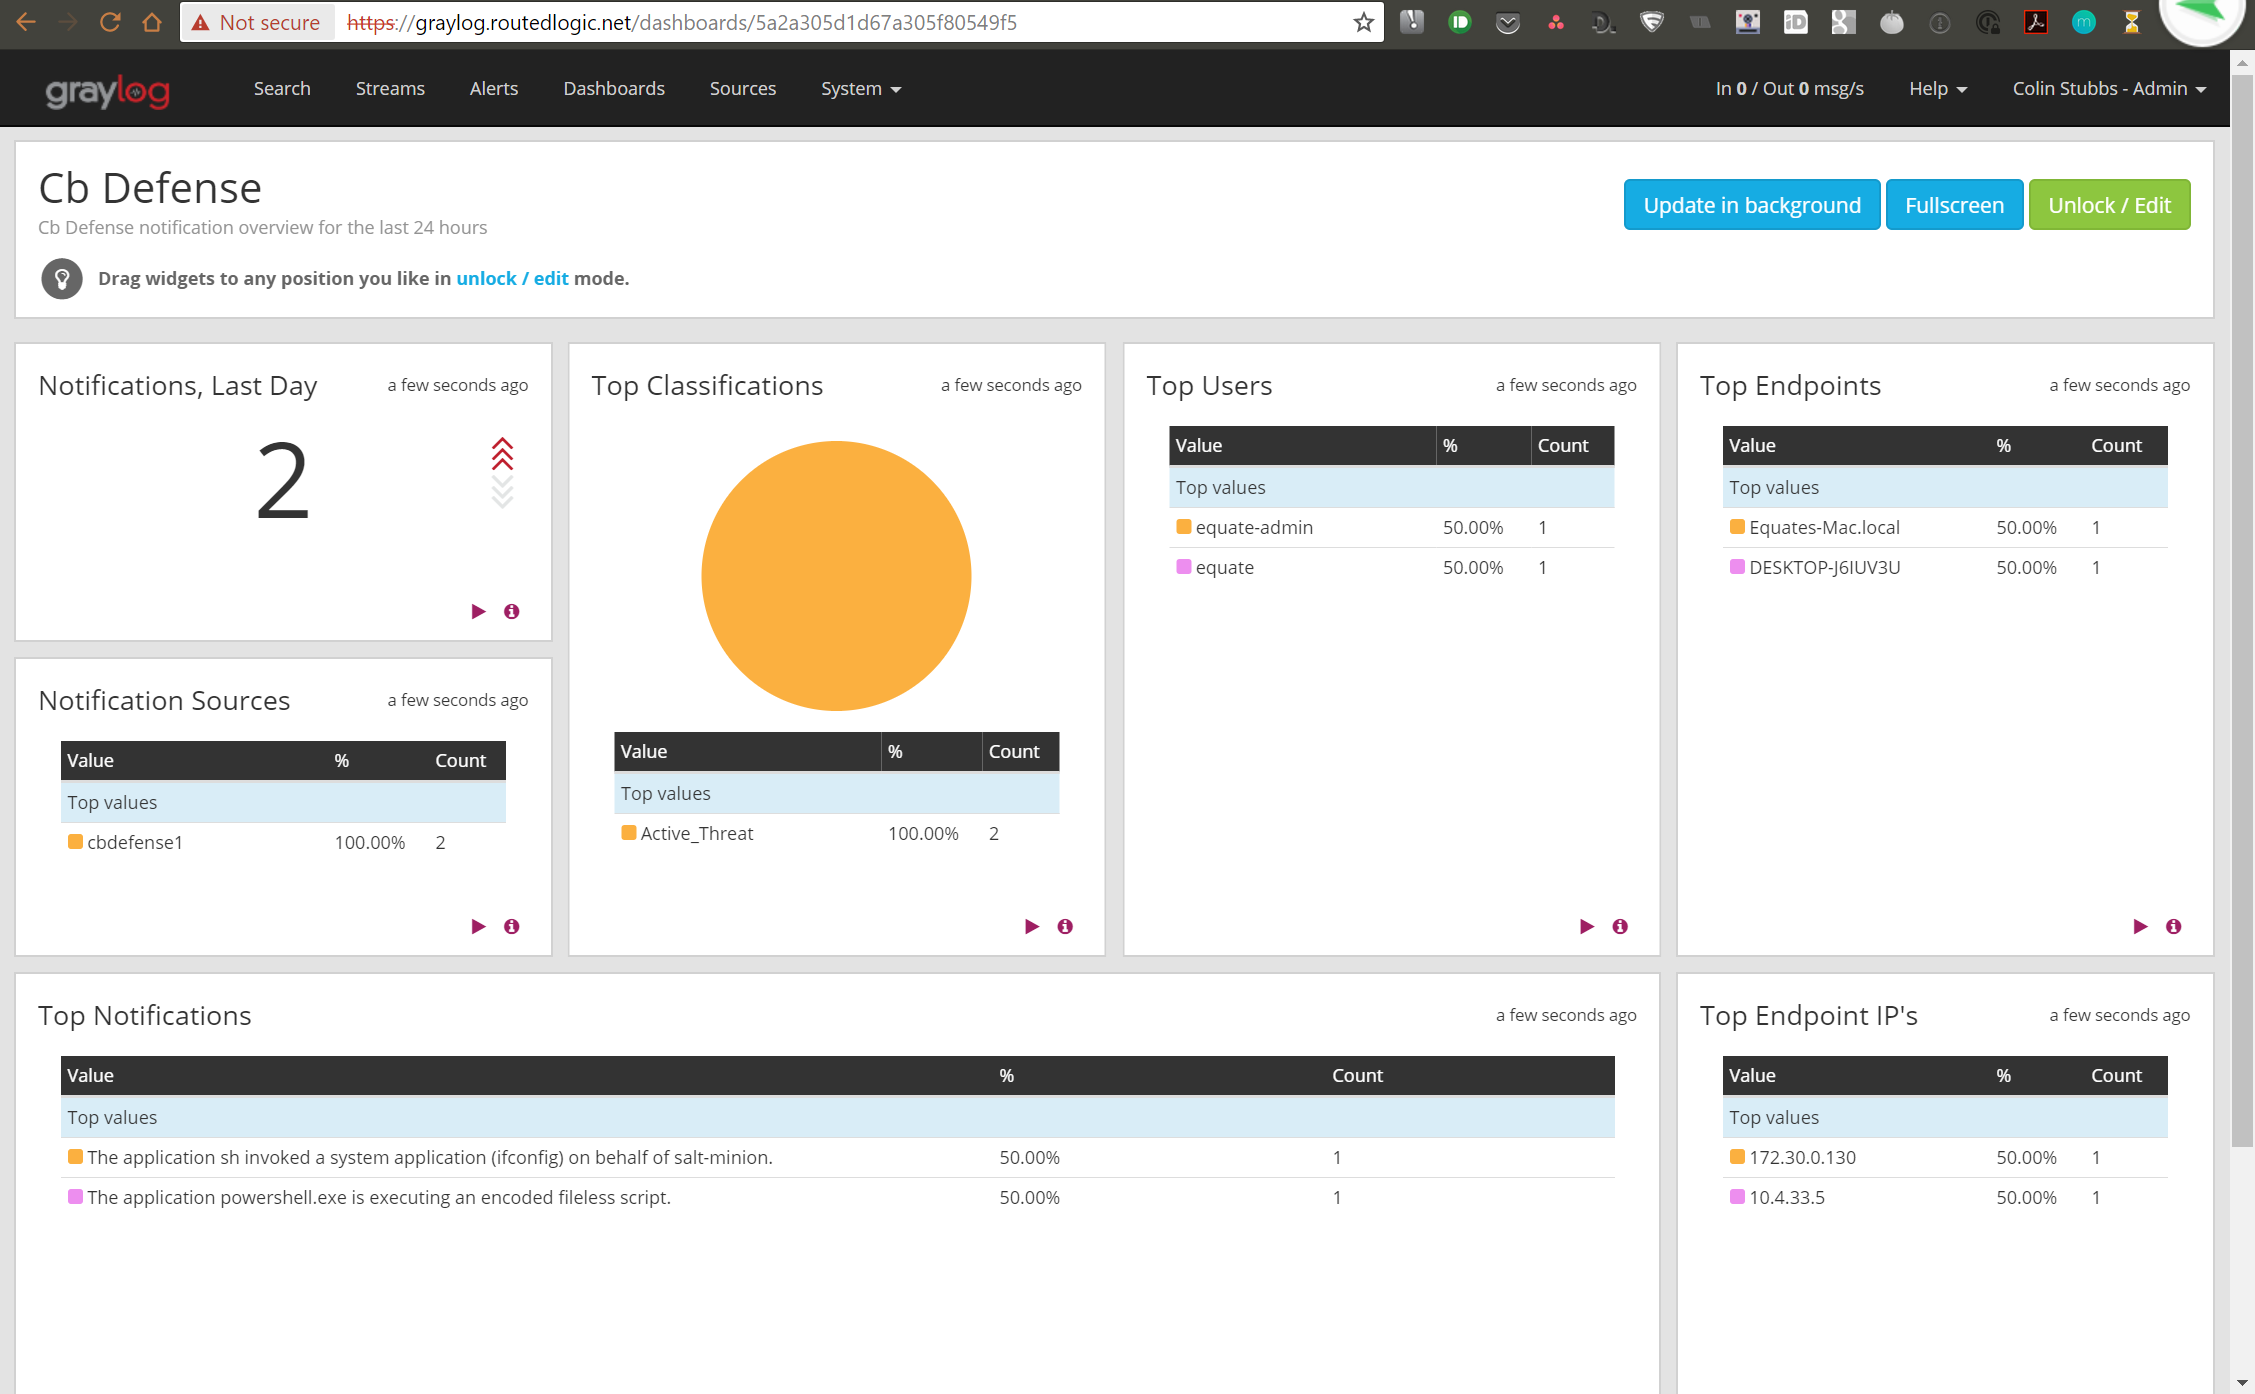 Not secure https://graylog.routedlogic.net/dashboards/5a2a305d1d67a305f80549f5
graylog Search Streams Alerts Dashboards Sources System In 0 / Out 0 msg/s Help Colin Stubbs - Admin
Cb Defense
Cb Defense notification overview for the last 24 hours
Update in background Fullscreen Unlock / Edit
Drag widgets to any position you like in unlock / edit mode.
Notifications, Last Day a few seconds ago
2
Notification Sources a few seconds ago
Value % Count
Top values
cbdefense1 100.00% 2
Top Classifications a few seconds ago
Value % Count
Top values
Active_Threat 100.00% 2
Top Users a few seconds ago
Value % Count
Top values
equate-admin 50.00% 1
equate 50.00% 1
Top Endpoints a few seconds ago
Value % Count
Top values
Equates-Mac.local 50.00% 1
DESKTOP-J6IUV3U 50.00% 1
Top Notifications a few seconds ago
Value % Count
Top values
The application sh invoked a system application (ifconfig) on behalf of salt-minion. 50.00% 1
The application powershell.exe is executing an encoded fileless script. 50.00% 1
Top Endpoint IP's a few seconds ago
Value % Count
Top values
172.30.0.130 50.00% 1
10.4.33.5 50.00% 1